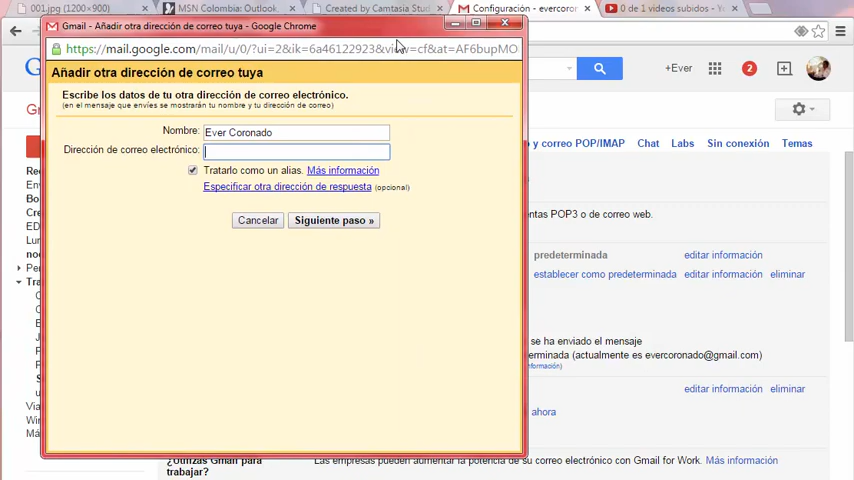 001.jpg (1200×900)
MSN Colombia: Outlook,
Created by Camtasia Stud
Configuración - evercoror
0 de 1 videos subidos - Yo
Gmail - Añadir otra dirección de correo tuya - Google Chrome
https://mail.google.com/mail/u/0/?ui=2&ik=6a46122923&vi w=cf&at=AF6bupMO
Añadir otra dirección de correo tuya
Escribe los datos de tu otra dirección de correo electrónico.
(en el mensaje que envíes se mostrarán tu nombre y tu dirección de correo)
Nombre: Ever Coronado
Dirección de correo electrónico:
Tratarlo como un alias. Más información
Especificar otra dirección de respuesta (opcional)
Cancelar Siguiente paso »
+Ever 2
y correo POP/IMAP Chat Labs Sin conexión Temas
entas POP3 o de correo web.
predeterminada editar información
establecer como predeterminada editar información eliminar
se ha enviado el mensaje
erminada (actualmente es evercoronado@gmail.com)
formación)
editar información eliminar
ahora
¿Utilizas Gmail para trabajar?
Las empresas pueden aumentar la potencia de su correo electrónico con Gmail for Work. Más información